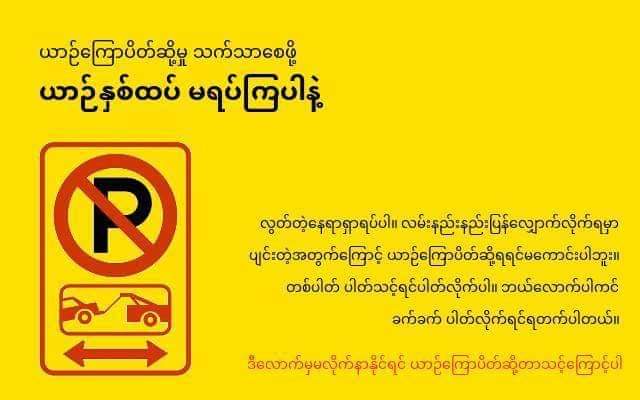 ယာဉ်ကြောပိတ်ဆို့မှု သက်သာစေဖို့
ယာဉ်နှစ်ထပ် မရပ်ကြပါနဲ့
P
လွတ်တဲ့နေရာရှာရပ်ပါ။ လမ်းနည်းနည်းပြန်လျှောက်လိုက်ရမှာ
ပျင်းတဲ့အတွက်ကြောင့် ယာဉ်ကြောပိတ်ဆို့ရရင်မကောင်းပါဘူး။
တစ်ပါတ် ပါတ်သင့်ရင်ပါတ်လိုက်ပါ။ ဘယ်လောက်ပါကင်
ခက်ခက် ပါတ်လိုက်ရင်ရတက်ပါတယ်။
ဒီလောက်မှမလိုက်နာနိုင်ရင် ယာဉ်ကြောပိတ်ဆို့တာသင့်ကြောင့်ပါ